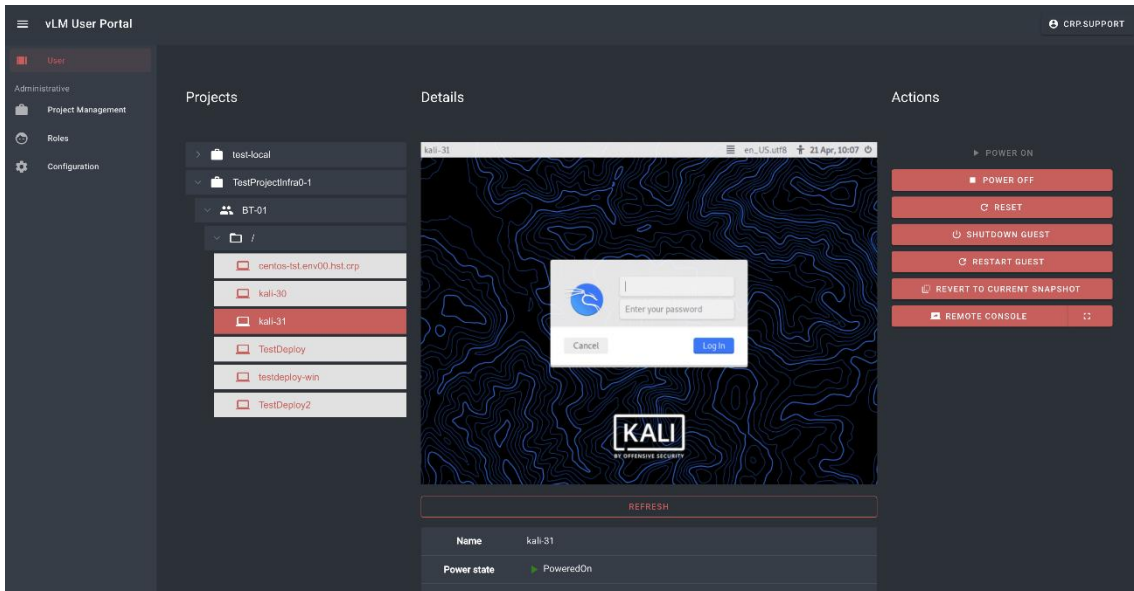 vLM User Portal
CRP.SUPPORT
User
Administrative
Project Management
Roles
Configuration
Projects
test-local
TestProjectInfra0-1
BT-01
/
centos-tst.env00.hst.crp
kali-30
kali-31
TestDeploy
testdeploy-win
TestDeploy2
Details
kali-31 en_US.utf8 21 Apr, 10:07
Enter your password
Cancel Log In
KALI
BY OFFENSIVE SECURITY
REFRESH
Name kali-31
Power state PoweredOn
Actions
POWER ON
POWER OFF
RESET
SHUTDOWN GUEST
RESTART GUEST
REVERT TO CURRENT SNAPSHOT
REMOTE CONSOLE